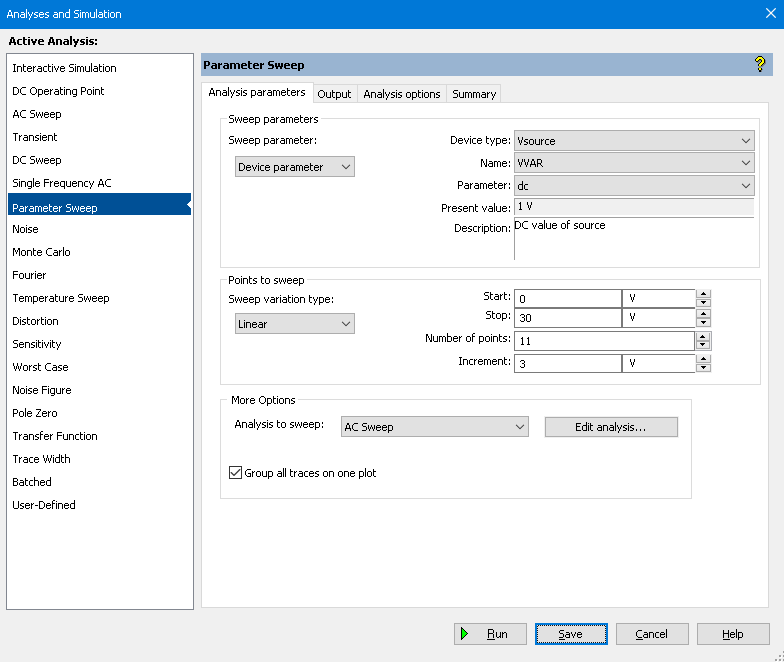 Analyses and Simulation
Active Analysis:
Interactive Simulation
DC Operating Point
AC Sweep
Transient
DC Sweep
Single Frequency AC
Parameter Sweep
Noise
Monte Carlo
Fourier
Temperature Sweep
Distortion
Sensitivity
Worst Case
Noise Figure
Pole Zero
Transfer Function
Trace Width
Batched
User-Defined
Parameter Sweep
Analysis parameters Output Analysis options Summary
Sweep parameters
Sweep parameter:
Device parameter
Device type: Vsource
Name: VVAR
Parameter: dc
Present value: 1 V
Description: DC value of source
Points to sweep
Sweep variation type:
Linear
Start: 0 V
Stop: 30 V
Number of points: 11
Increment: 3 V
More Options
Analysis to sweep: AC Sweep Edit analysis...
Group all traces on one plot
Run Save Cancel Help